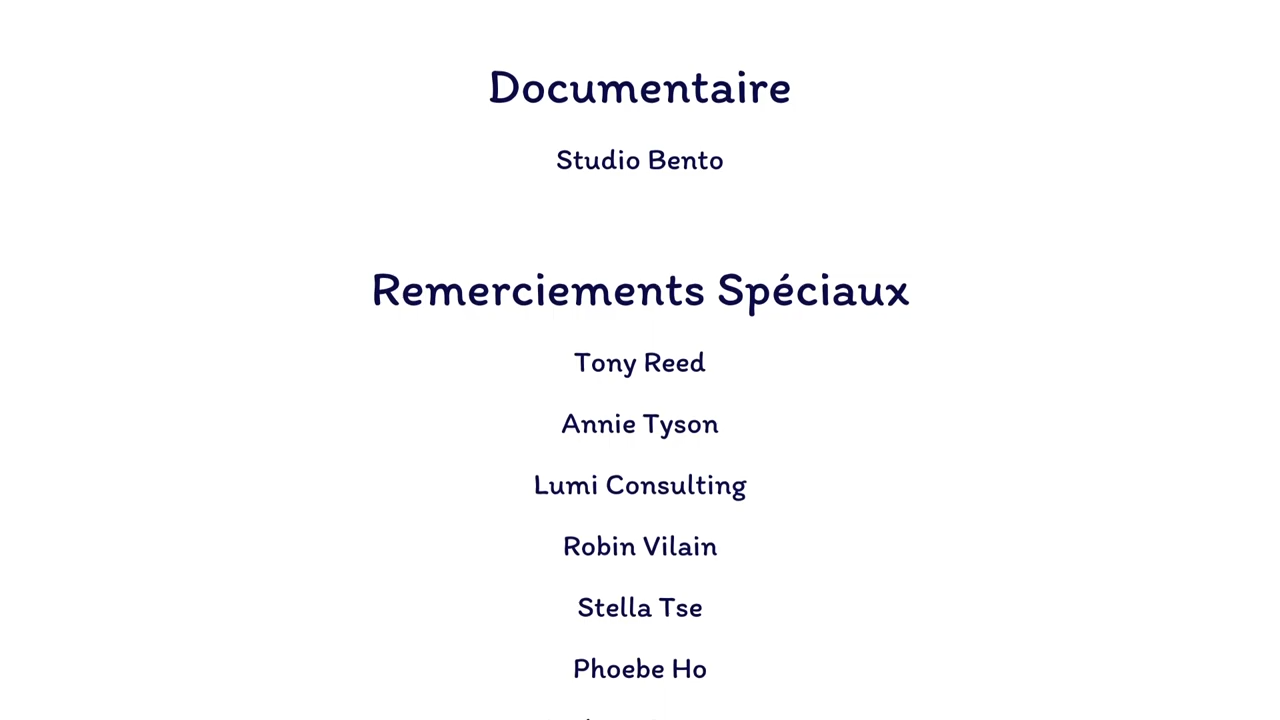 Documentaire
Studio Bento
Remerciements Spéciaux
Tony Reed
Annie Tyson
Lumi Consulting
Robin Vilain
Stella Tse
Phoebe Ho